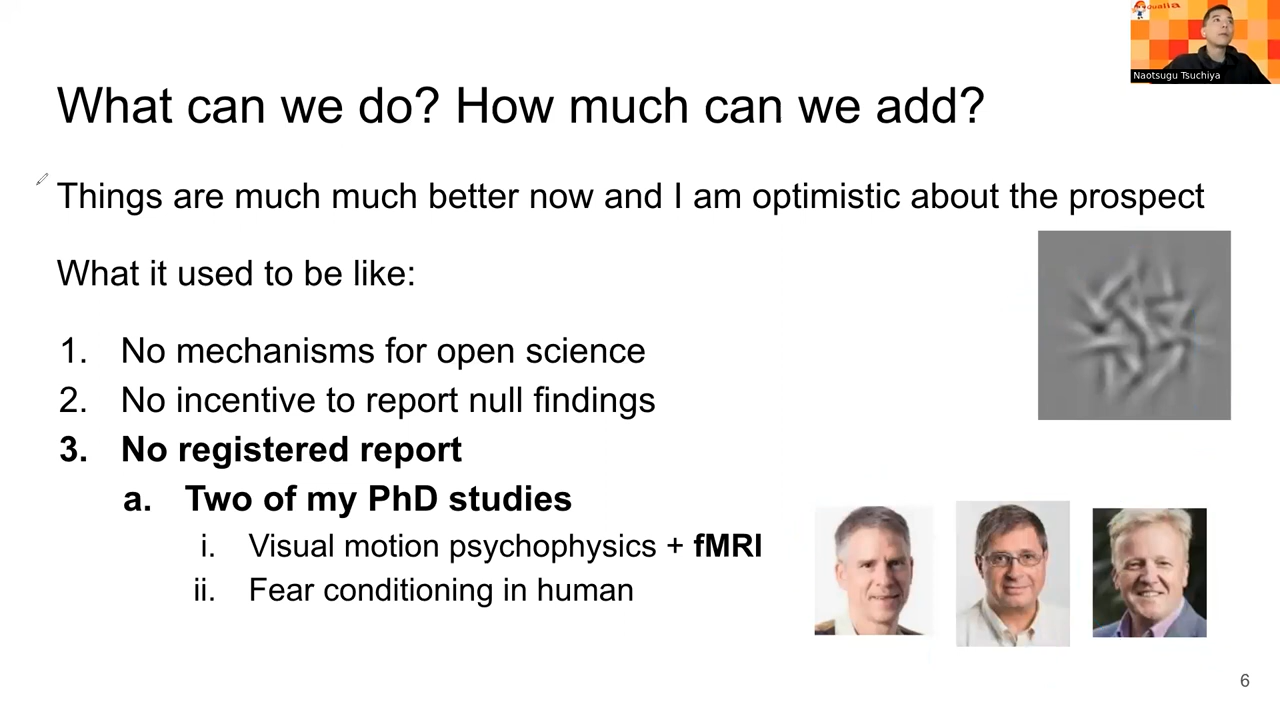 Qualia
Naotsugu Tsuchiya
What can we do? How much can we add?
Things are much much better now and I am optimistic about the prospect
What it used to be like:
1. No mechanisms for open science
2. No incentive to report null findings
3. No registered report
a. Two of my PhD studies
i. Visual motion psychophysics + fMRI
ii. Fear conditioning in human
6